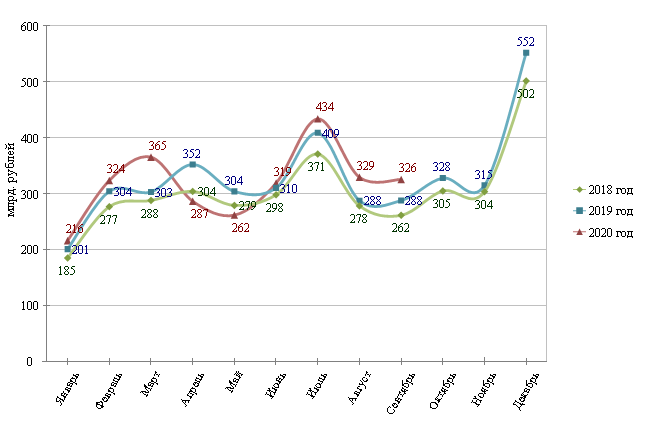 600
500
400
300
200
100
0
млрд. рублей
552
502
434
409
371
365
352
324
329
326
328
319
315
304
304
304
303
310
305
304
298
288
288
288
287
279
278
277
262
262
216
201
185
2018 год
2019 год
2020 год
Январь
Февраль
Март
Апрель
Май
Июнь
Июль
Август
Сентябрь
Октябрь
Ноябрь
Декабрь